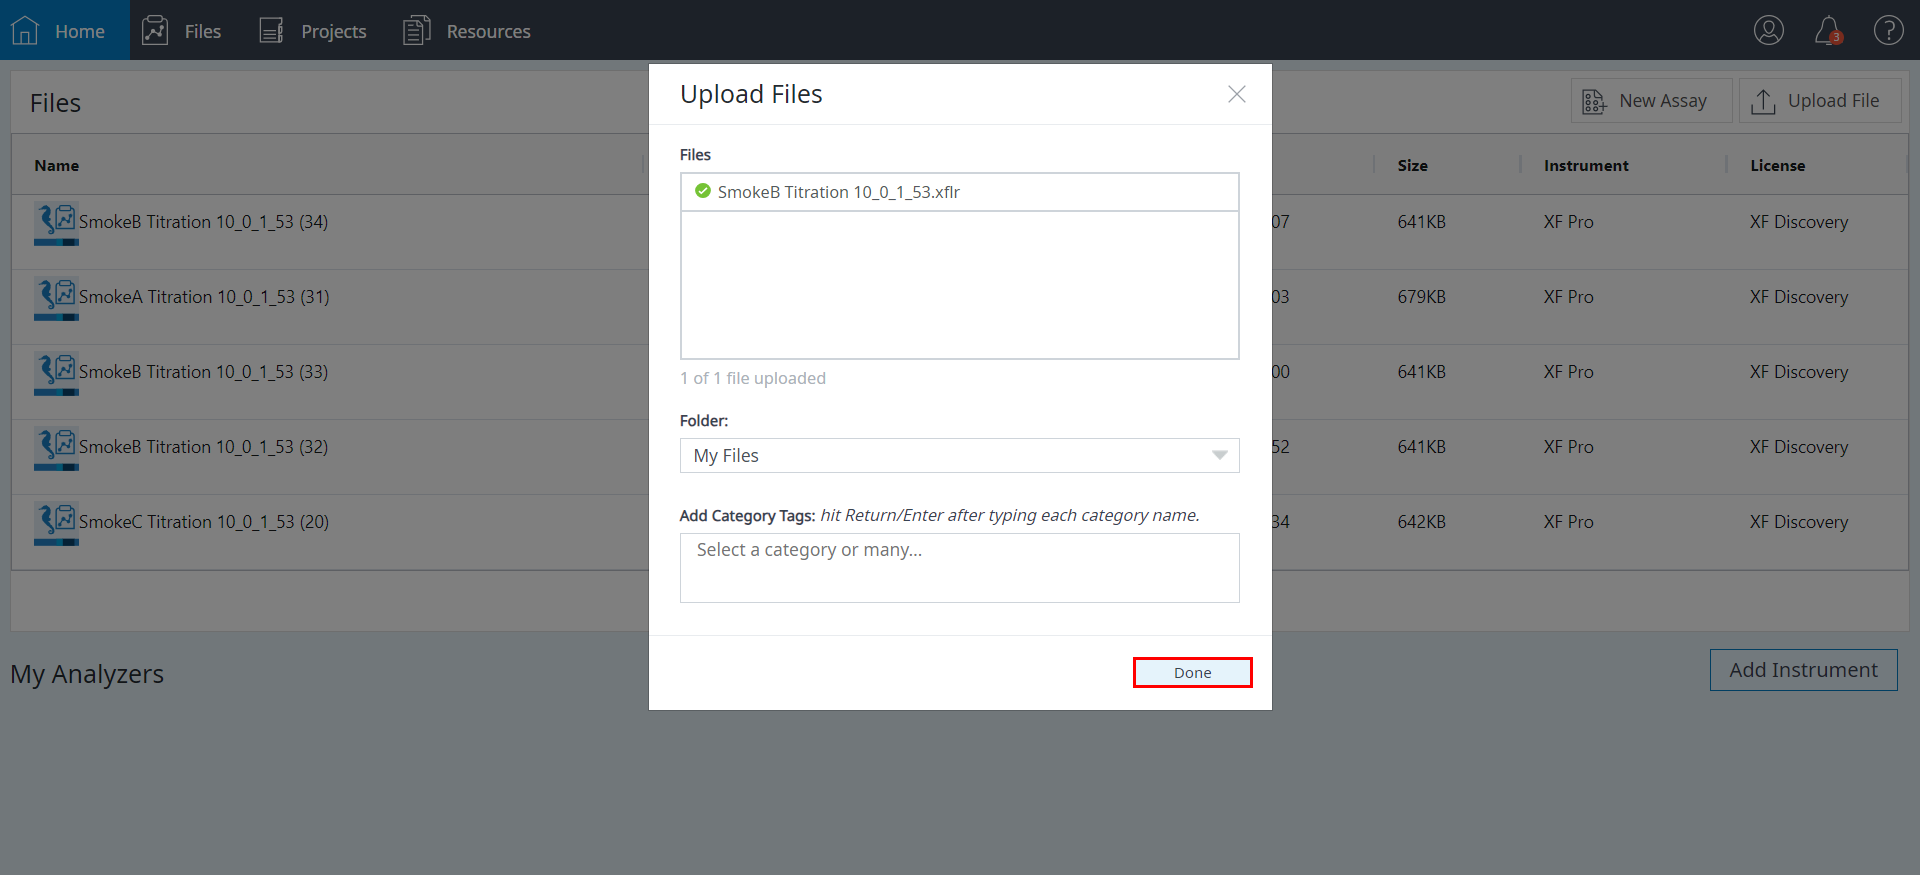 Home Files Projects Resources 3 ?
Upload Files
Files New Assay Upload File
Files
Name Size Instrument License
SmokeB Titration 10_0_1_53.xflr
SmokeB Titration 10_0_1_53 (34) 07 641KB XF Pro XF Discovery
SmokeA Titration 10_0_1_53 (31) 03 679KB XF Pro XF Discovery
SmokeB Titration 10_0_1_53 (33) 00 641KB XF Pro XF Discovery
1 of 1 file uploaded
Folder:
SmokeB Titration 10_0_1_53 (32) 52 641KB XF Pro XF Discovery
My Files
Add Category Tags: hit Return/Enter after typing each category name.
SmokeC Titration 10_0_1_53 (20) 34 642KB XF Pro XF Discovery
Select a category or many...
My Analyzers Add Instrument
Done